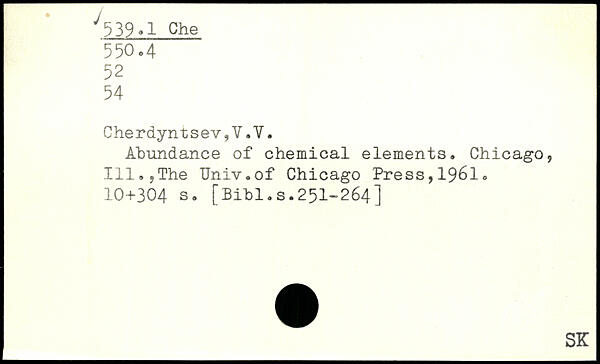 539.1 Che
550.4
52
54
Cherdyntsev,V.V.
Abundance of chemical elements. Chicago,
Ill.,The Univ.of Chicago Press,1961.
10+304 s. [Bibl.s.251-264]
SK